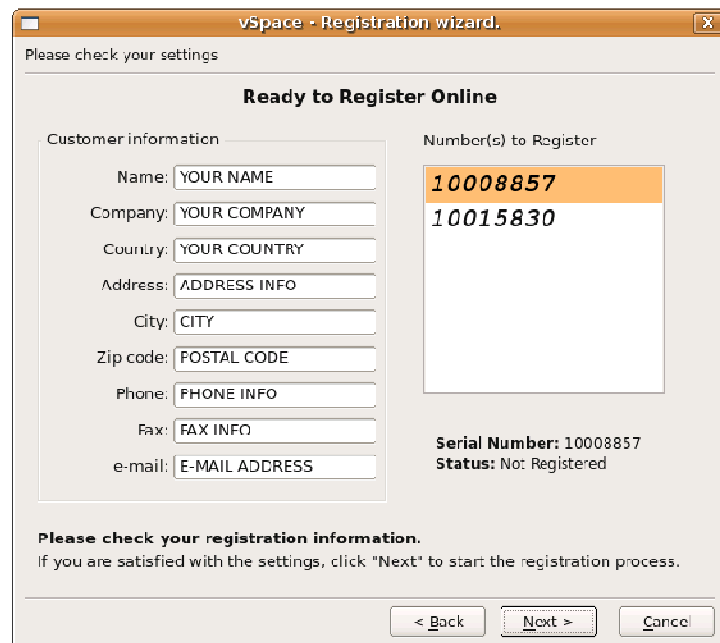 vSpace - Registration wizard.
X
Please check your settings
Ready to Register Online
Customer information
Name: YOUR NAME
Company: YOUR COMPANY
Country: YOUR COUNTRY
Address: ADDRESS INFO
City: CITY
Zip code: POSTAL CODE
Phone: PHONE INFO
Fax: FAX INFO
e-mail: E-MAIL ADDRESS
Number(s) to Register
10008857
10015830
Serial Number: 10008857
Status: Not Registered
Please check your registration information.
If you are satisfied with the settings, click "Next" to start the registration process.
< Back
Next >
Cancel